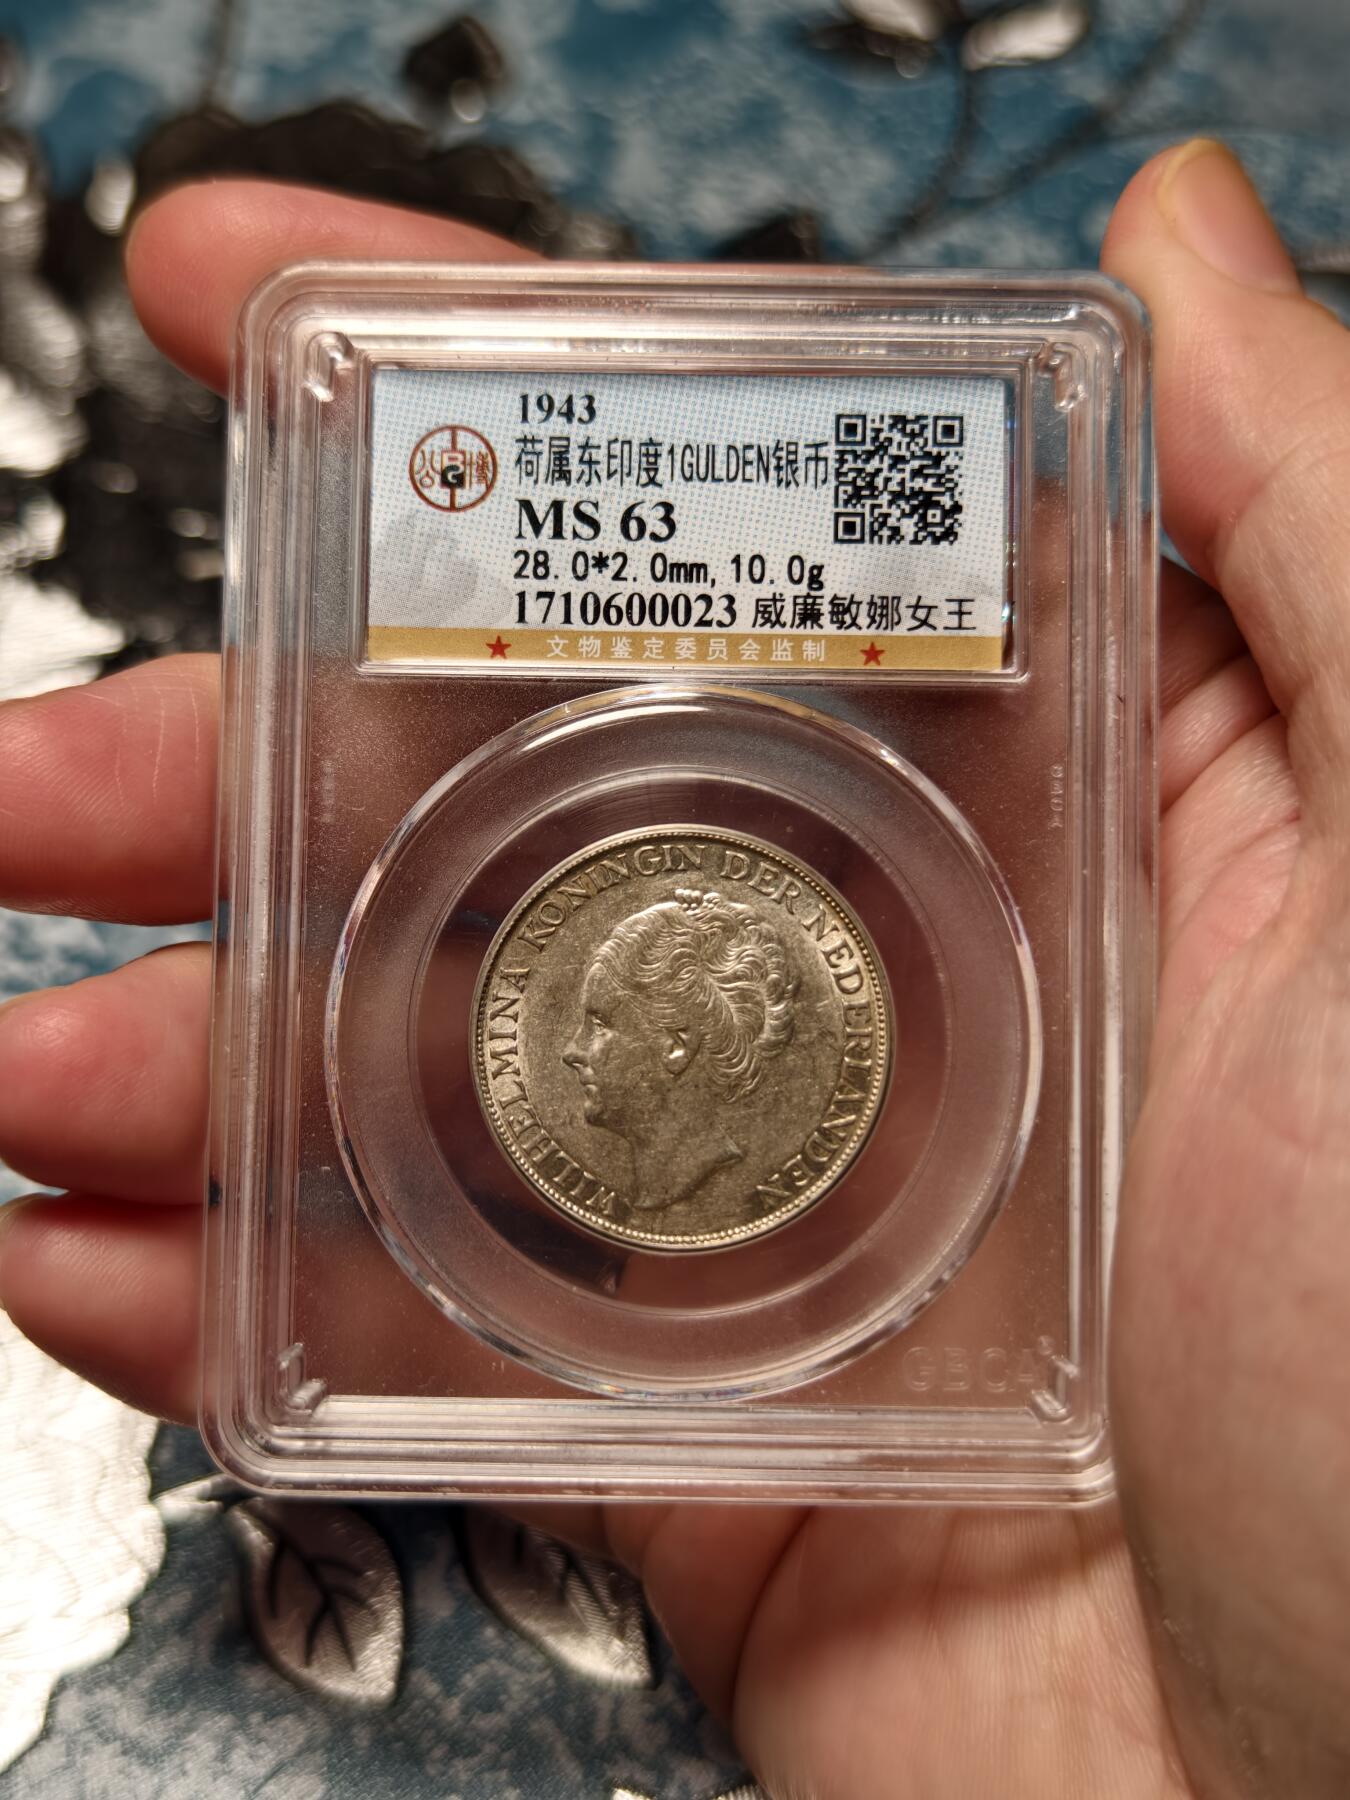 1943
公博
荷属东印度1GULDEN银币
MS 63
28.0*2.0mm, 10.0g
1710600023 威廉敏娜女王
★ 文物鉴定委员会监制 ★
WILHELMINA KONINGIN DER NEDERLANDEN
GBCA